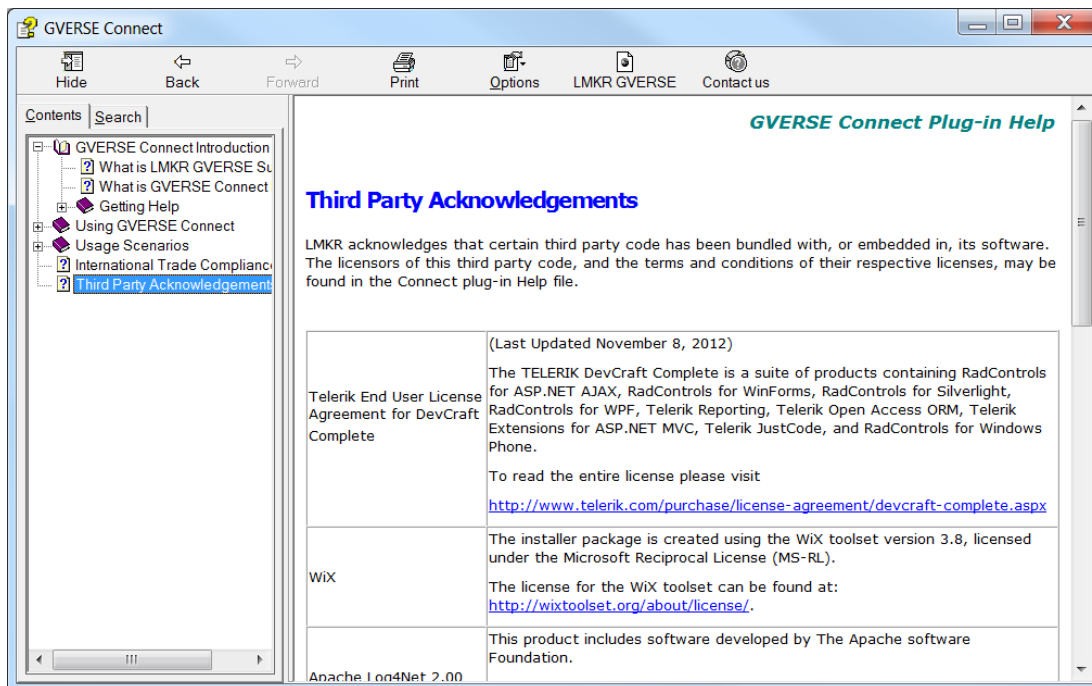 GVERSE Connect
Hide
Back
Forward
Print
Options
LMKR GVERSE
Contact us
Contents
Search
GVERSE Connect Introduction
What is LMKR GVERSE Su
What is GVERSE Connect
Getting Help
Using GVERSE Connect
Usage Scenarios
International Trade Complianc
Third Party Acknowledgement
GVERSE Connect Plug-in Help
Third Party Acknowledgements
LMKR acknowledges that certain third party code has been bundled with, or embedded in, its software.
The licensors of this third party code, and the terms and conditions of their respective licenses, may be
found in the Connect plug-in Help file.
Telerik End User License
Agreement for DevCraft
Complete
(Last Updated November 8, 2012)
The TELERIK DevCraft Complete is a suite of products containing RadControls
for ASP.NET AJAX, RadControls for WinForms, RadControls for Silverlight,
RadControls for WPF, Telerik Reporting, Telerik Open Access ORM, Telerik
Extensions for ASP.NET MVC, Telerik JustCode, and RadControls for Windows
Phone.
To read the entire license please visit
http://www.telerik.com/purchase/license-agreement/devcraft-complete.aspx
WiX
The installer package is created using the WiX toolset version 3.8, licensed
under the Microsoft Reciprocal License (MS-RL).
The license for the WiX toolset can be found at:
http://wixtoolset.org/about/license/.
Apache Log4Net 2.00
This product includes software developed by The Apache software
Foundation.